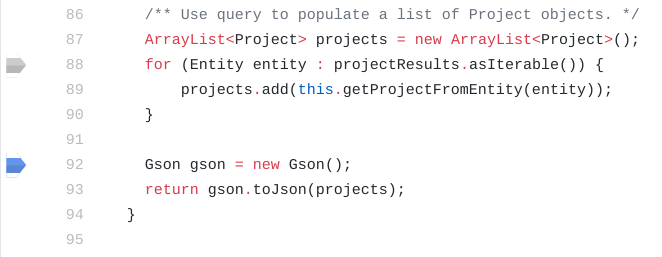 86 /** Use query to populate a list of Project objects. */
87 ArrayList<Project> projects = new ArrayList<Project>();
88 for (Entity entity : projectResults.asIterable()) {
89 projects.add(this.getProjectFromEntity(entity));
90 }
91
92 Gson gson = new Gson();
93 return gson.toJson(projects);
94 }
95